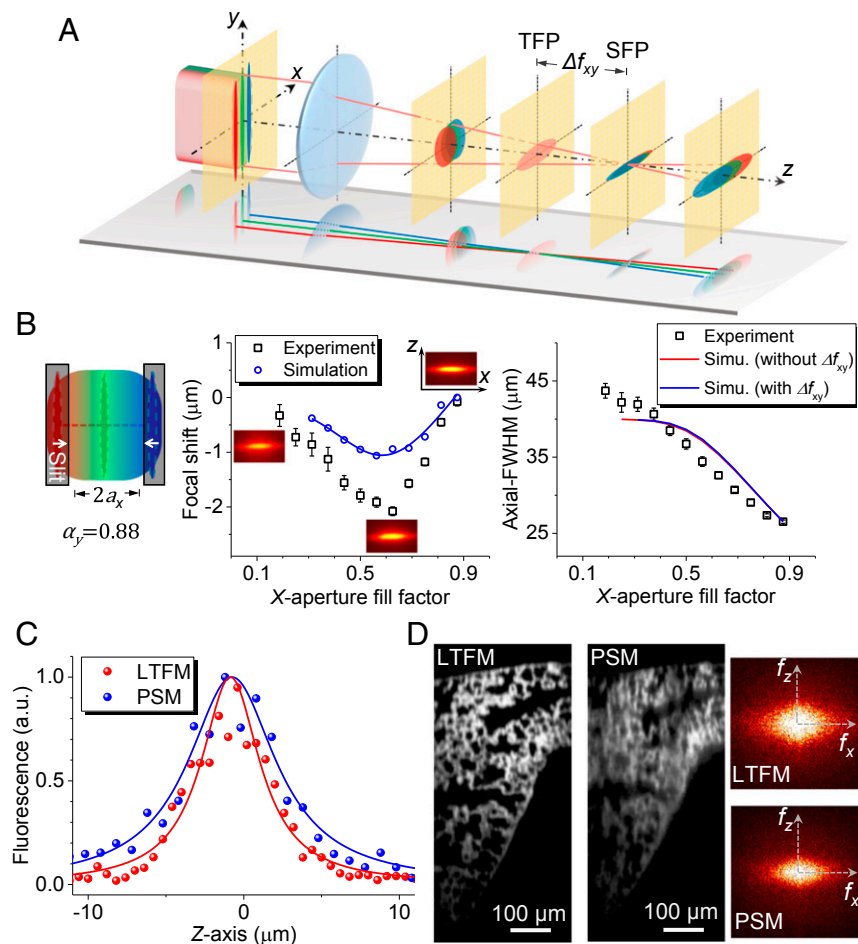 A
y
x
TFP
SFP
Δf_xy
z
B
Slit
2a_x
α_y=0.88
Experiment
Simulation
z
x
Focal shift (μm)
0
-1
-2
0.1
0.5
0.9
X-aperture fill factor
Experiment
Simu. (without Δf_xy)
Simu. (with Δf_xy)
Axial-FWHM (μm)
45
35
25
0.1
0.5
0.9
X-aperture fill factor
C
LTFM
PSM
Fluorescence (a.u.)
1.0
0.5
0.0
-10
0
10
Z-axis (μm)
D
LTFM
100 μm
PSM
100 μm
f_z
f_x
LTFM
f_z
f_x
PSM